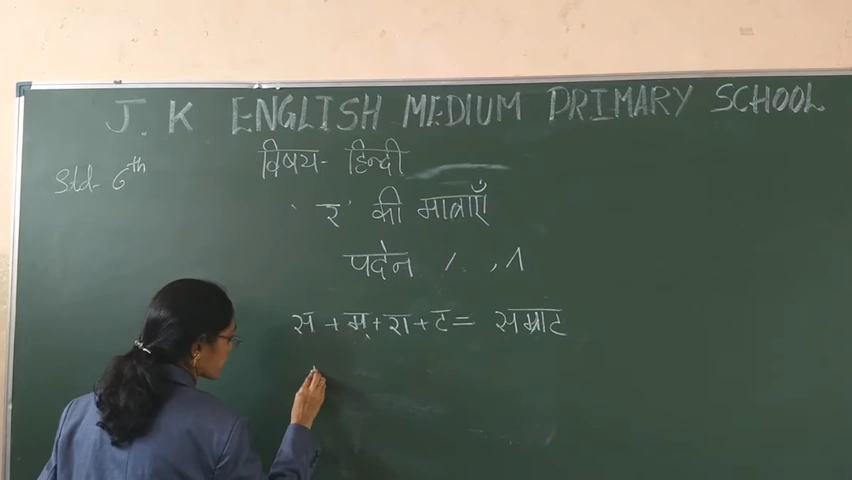 J. K ENGLISH MEDIUM PRIMARY SCHOOL
विषय- हिन्दी
Std- 6th
'र' की मात्राएँ
पदेन / . , ᐱ
स + म् + रा + ट = सम्राट